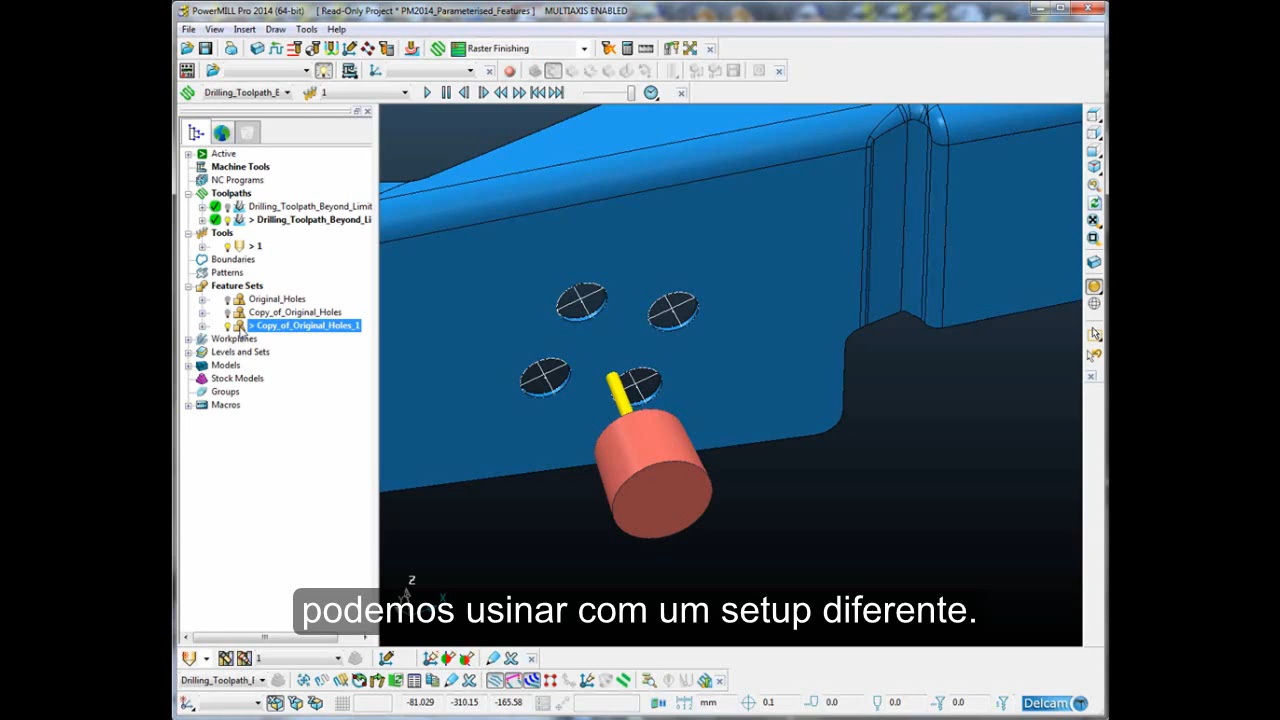 PowerMILL Pro 2014 (64-bit) [ Read-Only Project * PM2014_Parameterised_Features ] MULTIAXIS ENABLED
File View Insert Draw Tools Help
Raster Finishing
Drilling_Toolpath_E 1
Active
Machine Tools
NC Programs
Toolpaths
Drilling_Toolpath_Beyond_Limit
> Drilling_Toolpath_Beyond_Li
Tools
> 1
Boundaries
Patterns
Feature Sets
Original_Holes
Copy_of_Original_Holes
> Copy_of_Original_Holes_1
Workplanes
Levels and Sets
Models
Stock Models
Groups
Macros
Z
X
podemos usinar com um setup diferente.
1
Drilling_Toolpath_E
-81.029 -310.15 -165.58 mm 0.1 0.0 0.0 0.0 Delcam